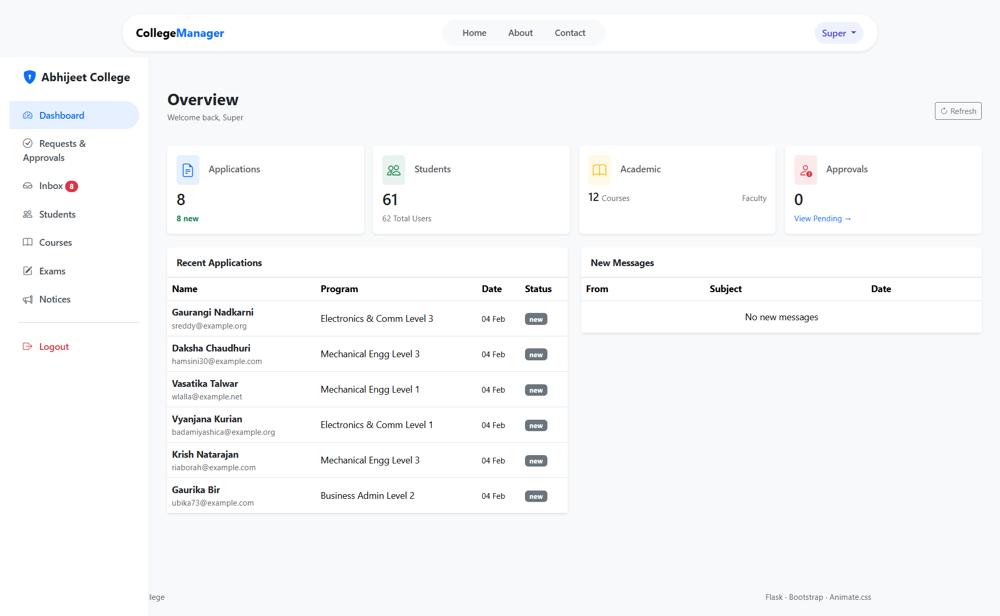 CollegeManager
Home
About
Contact
Super
Abhijeet College
Dashboard
Requests &
Approvals
Inbox 8
Students
Courses
Exams
Notices
Logout
Overview
Welcome back, Super
Refresh
Applications
8
8 new
Students
61
62 Total Users
Academic
12 Courses
Faculty
Approvals
0
View Pending →
Recent Applications
Name Program Date Status
Gaurangi Nadkarni
sreddy@example.org
Electronics & Comm Level 3
04 Feb
new
Daksha Chaudhuri
hamsini30@example.com
Mechanical Engg Level 3
04 Feb
new
Vasatika Talwar
wlalla@example.net
Mechanical Engg Level 1
04 Feb
new
Vyanjana Kurian
badamiyashica@example.org
Electronics & Comm Level 1
04 Feb
new
Krish Natarajan
riaborah@example.com
Mechanical Engg Level 3
04 Feb
new
Gaurika Bir
ubika73@example.com
Business Admin Level 2
04 Feb
new
New Messages
From Subject Date
No new messages
llege
Flask · Bootstrap · Animate.css